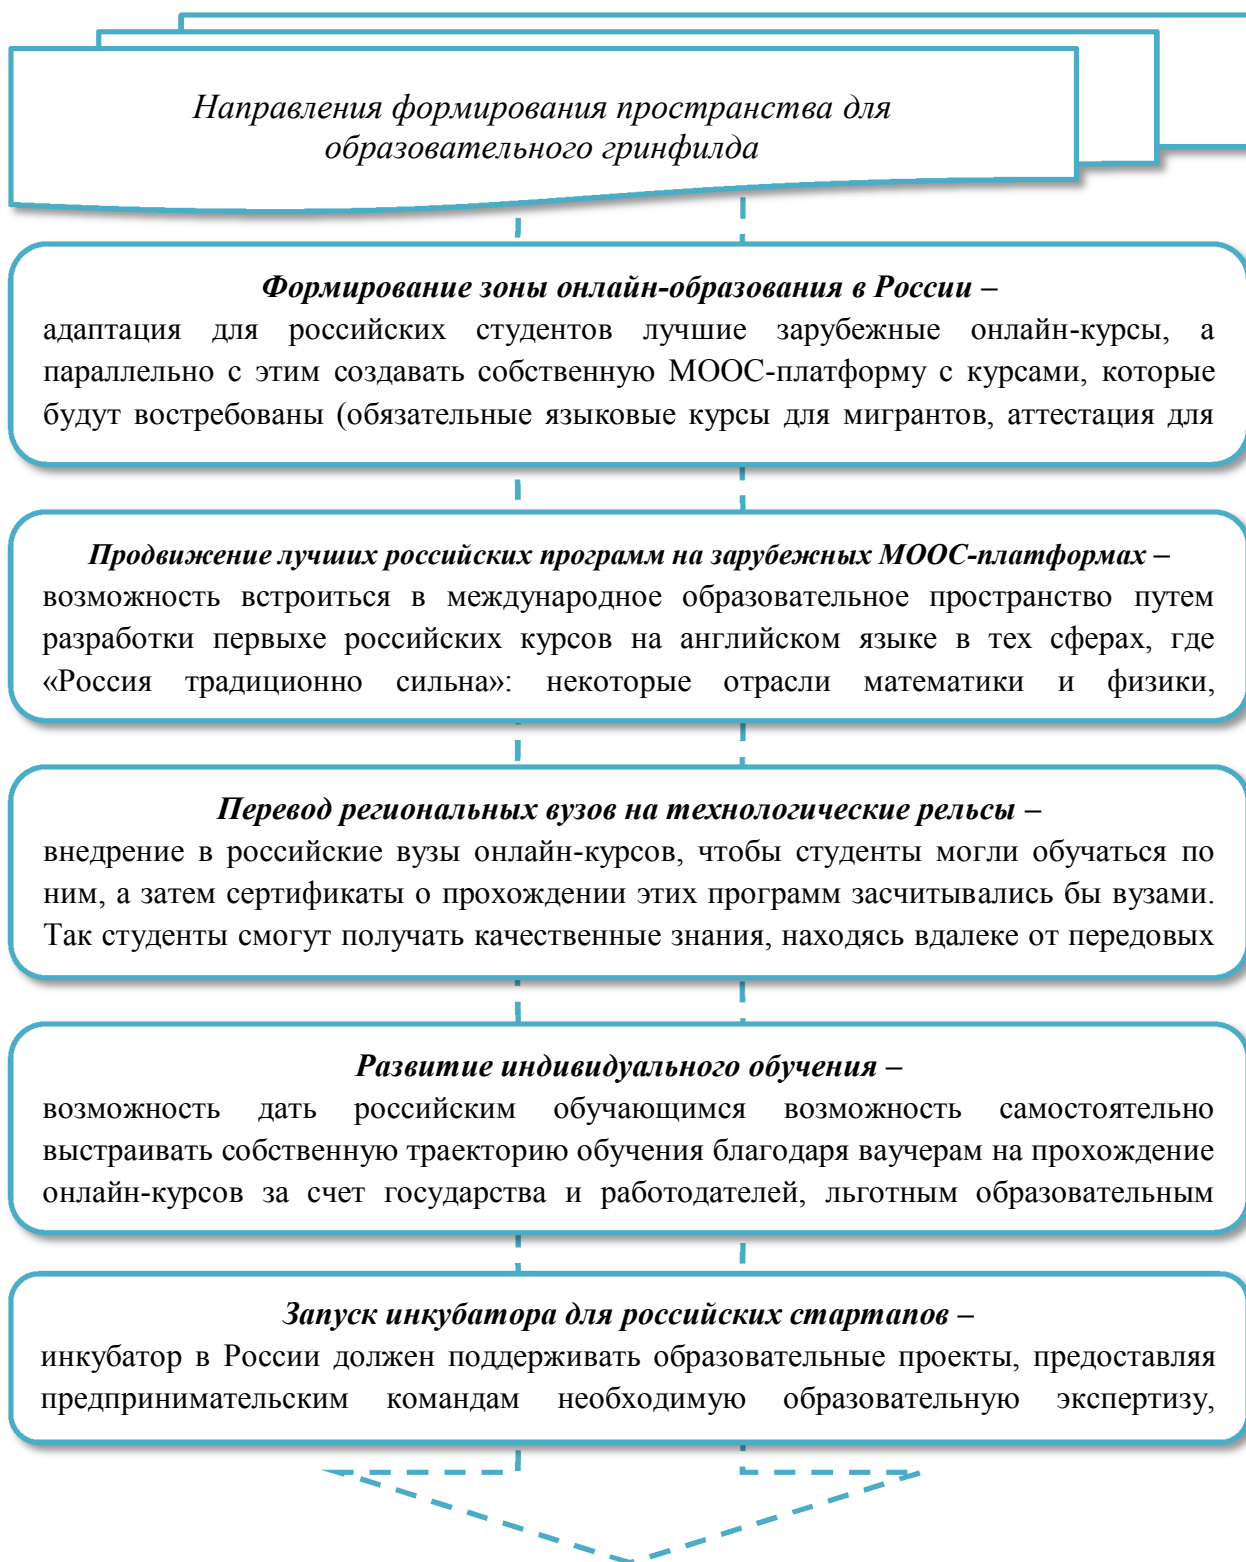 Направления формирования пространства для
образовательного гринфилда
Формирование зоны онлайн-образования в России –
адаптация для российских студентов лучшие зарубежные онлайн-курсы, а
параллельно с этим создавать собственную МООС-платформу с курсами, которые
будут востребованы (обязательные языковые курсы для мигрантов, аттестация для
Продвижение лучших российских программ на зарубежных МООС-платформах –
возможность встроиться в международное образовательное пространство путем
разработки первыхе российских курсов на английском языке в тех сферах, где
«Россия традиционно сильна»: некоторые отрасли математики и физики,
Перевод региональных вузов на технологические рельсы –
внедрение в российские вузы онлайн-курсов, чтобы студенты могли обучаться по
ним, а затем сертификаты о прохождении этих программ засчитывались бы вузами.
Так студенты смогут получать качественные знания, находясь вдалеке от передовых
Развитие индивидуального обучения –
возможность дать российским обучающимся возможность самостоятельно
выстраивать собственную траекторию обучения благодаря ваучерам на прохождение
онлайн-курсов за счет государства и работодателей, льготным образовательным
Запуск инкубатора для российских стартапов –
инкубатор в России должен поддерживать образовательные проекты, предоставляя
предпринимательским командам необходимую образовательную экспертизу,